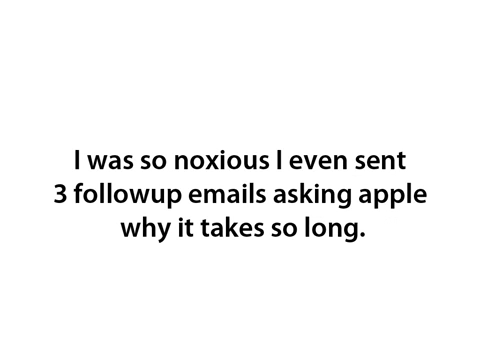 I was so noxious I even sent
3 followup emails asking apple
why it takes so long.